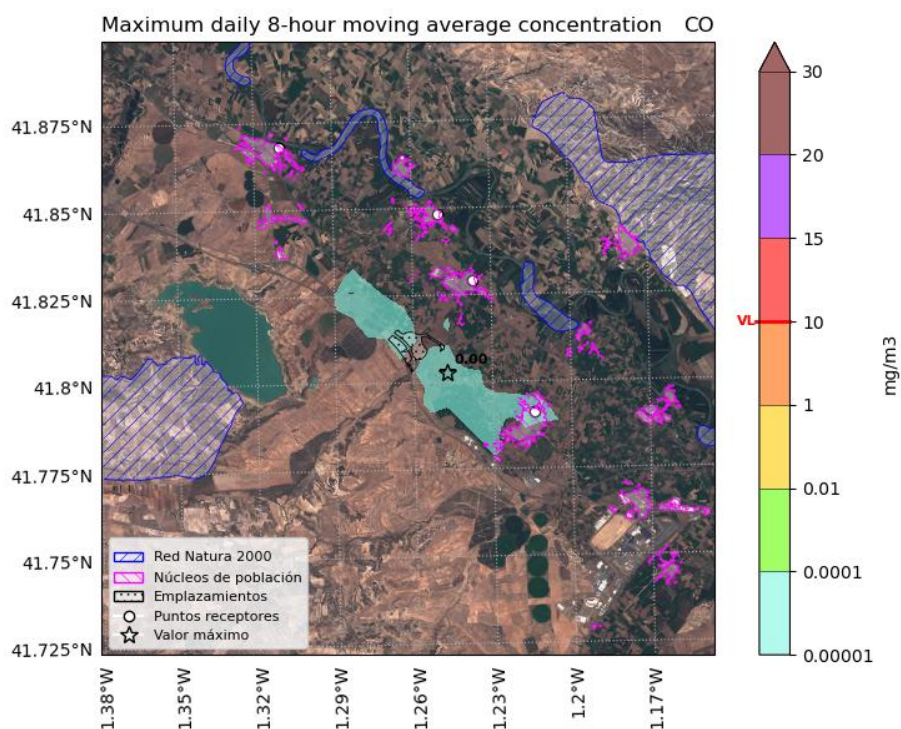 Maximum daily 8-hour moving average concentration CO
41.875°N
41.85°N
41.825°N
41.8°N
41.775°N
41.75°N
41.725°N
1.38°W
1.35°W
1.32°W
1.29°W
1.26°W
1.23°W
1.2°W
1.17°W
0.00
Red Natura 2000
Núcleos de población
Emplazamientos
Puntos receptores
Valor máximo
30
20
15
VL
10
1
0.01
0.0001
0.00001
mg/m3